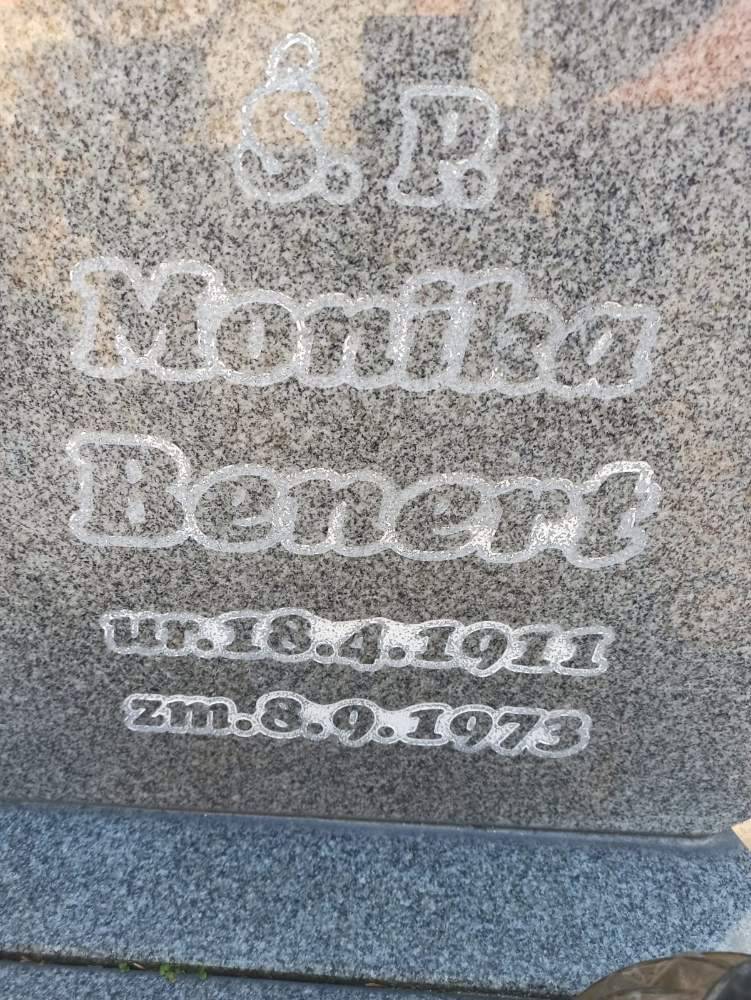 Ś. P.
Monika
Benert
ur.18.4.1911
zm.8.9.1973